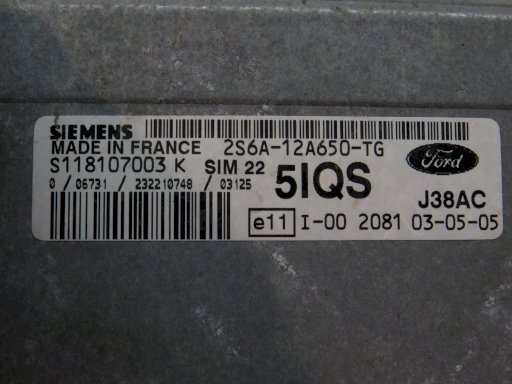 SIEMENS
MADE IN FRANCE 2S6A-12A650-TG
S118107003 K SIM 22 5IQS Ford
0 / 06731 / 232210748 / 03125 J38AC
e11 I-00 2081 03-05-05